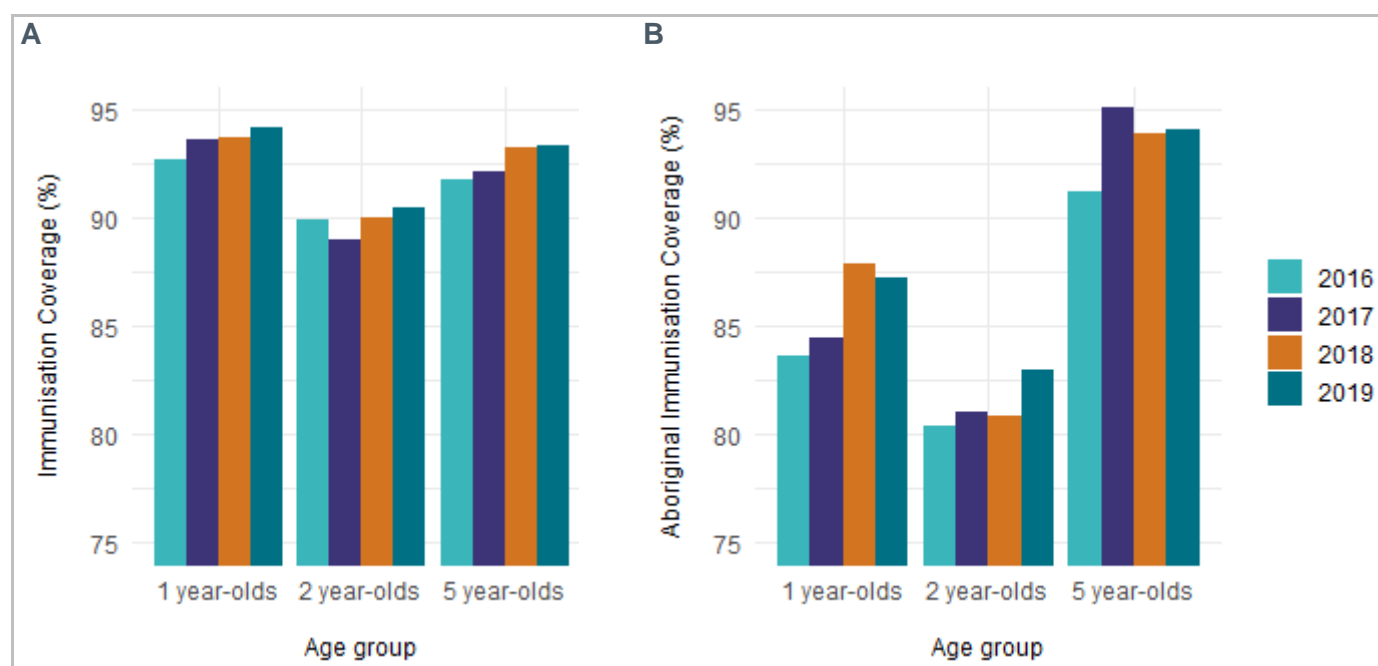 A
Immunisation Coverage (%)
95
90
85
80
75
1 year-olds
2 year-olds
5 year-olds
Age group
B
Aboriginal Immunisation Coverage (%)
95
90
85
80
75
1 year-olds
2 year-olds
5 year-olds
Age group
2016
2017
2018
2019